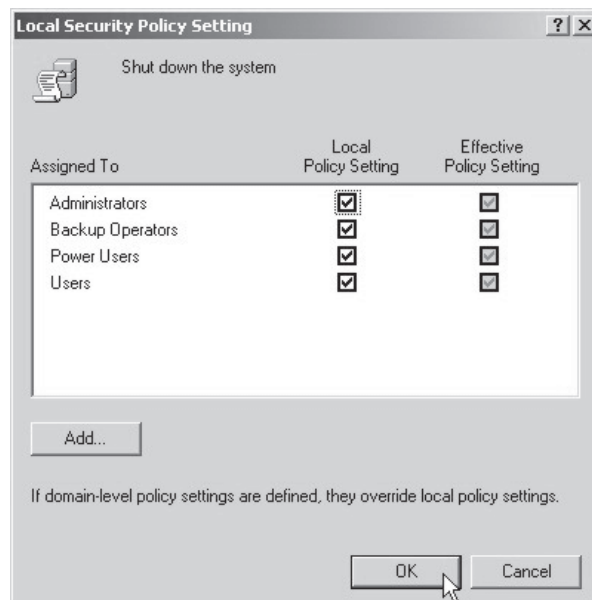 Local Security Policy Setting
Shut down the system
Assigned To
Local
Policy Setting
Effective
Policy Setting
Administrators
Backup Operators
Power Users
Users
Add...
If domain-level policy settings are defined, they override local policy settings.
OK
Cancel